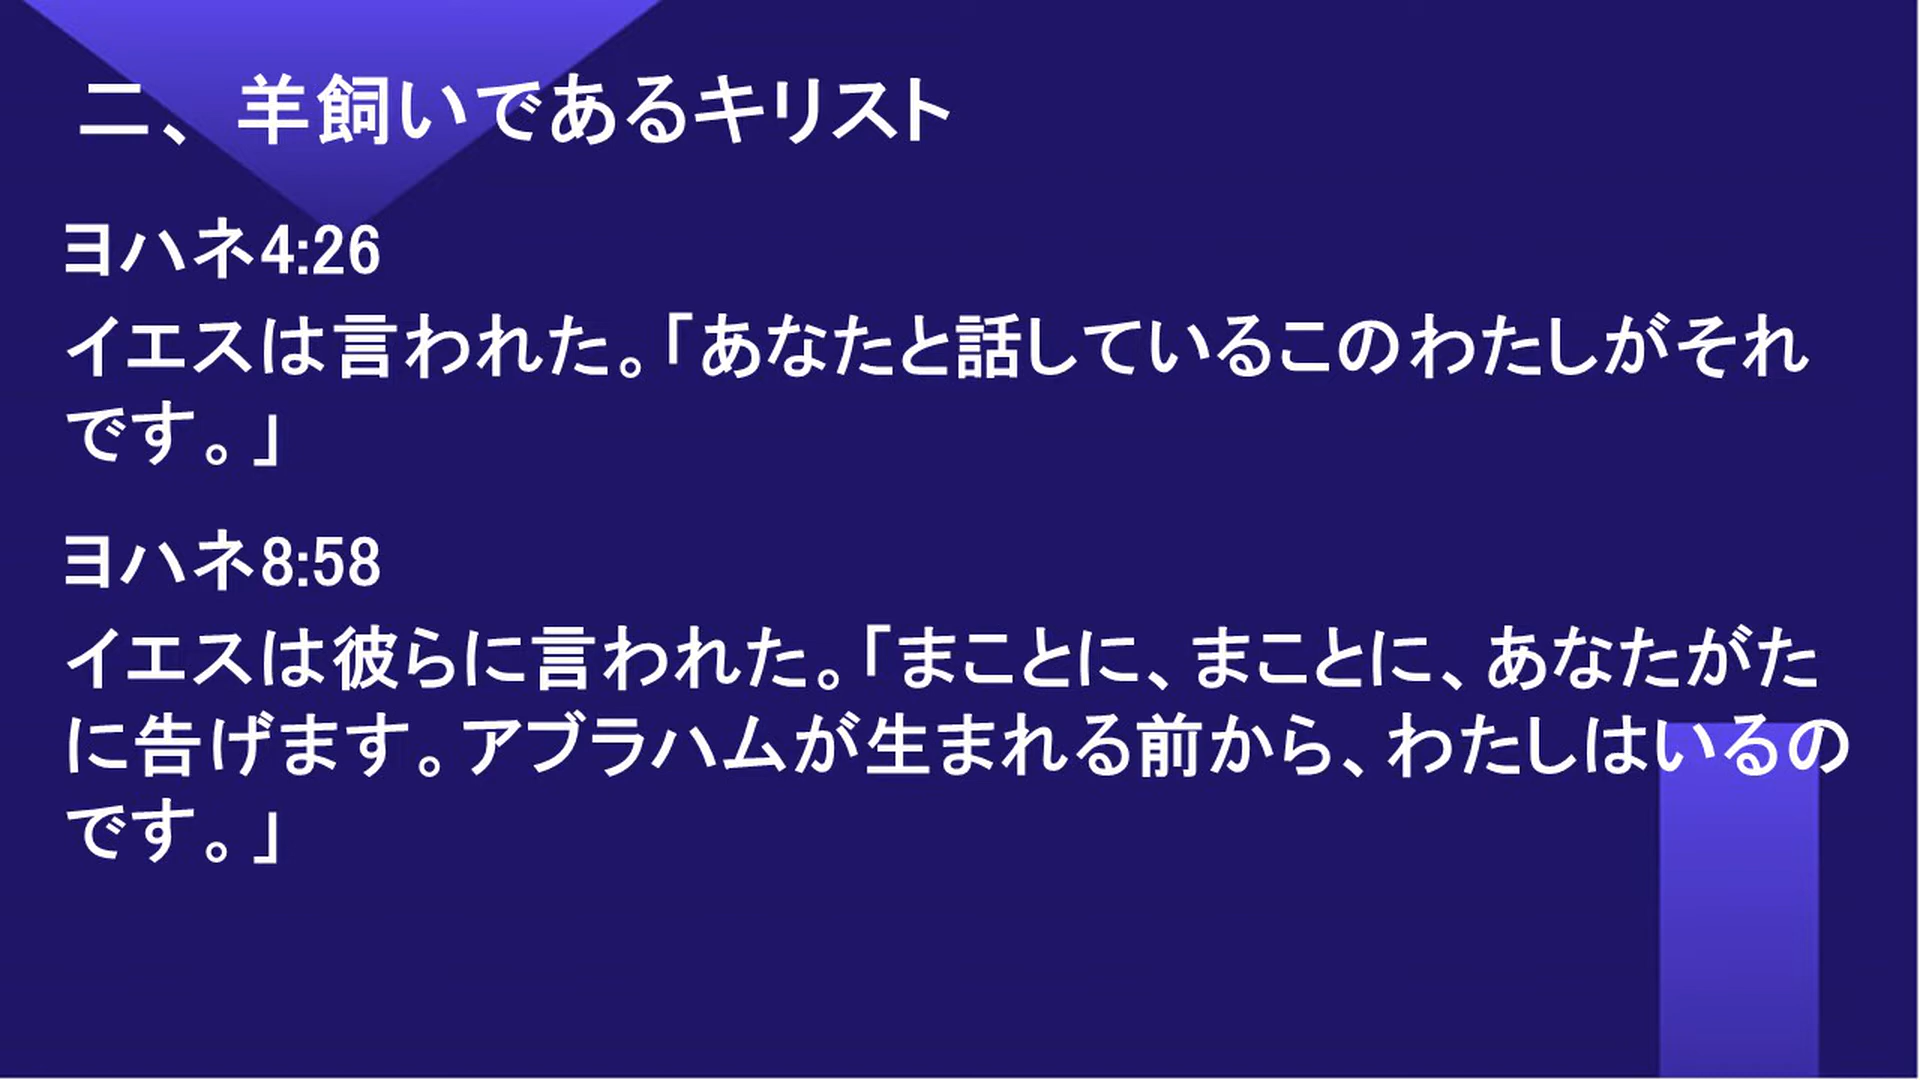 二、 羊飼いであるキリスト
ヨハネ4:26
イエスは言われた。「あなたと話しているこのわたしがそれ
です。」
ヨハネ8:58
イエスは彼らに言われた。「まことに、まことに、あなたがた
に告げます。アブラハムが生まれる前から、わたしはいるの
です。」